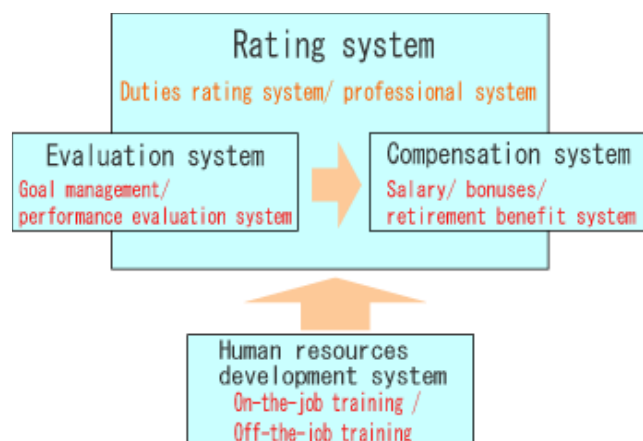 Rating system
Duties rating system/ professional system
Evaluation system
Goal management/
performance evaluation system
Compensation system
Salary/ bonuses/
retirement benefit system
Human resources
development system
On-the-job training /
Off-the-job training